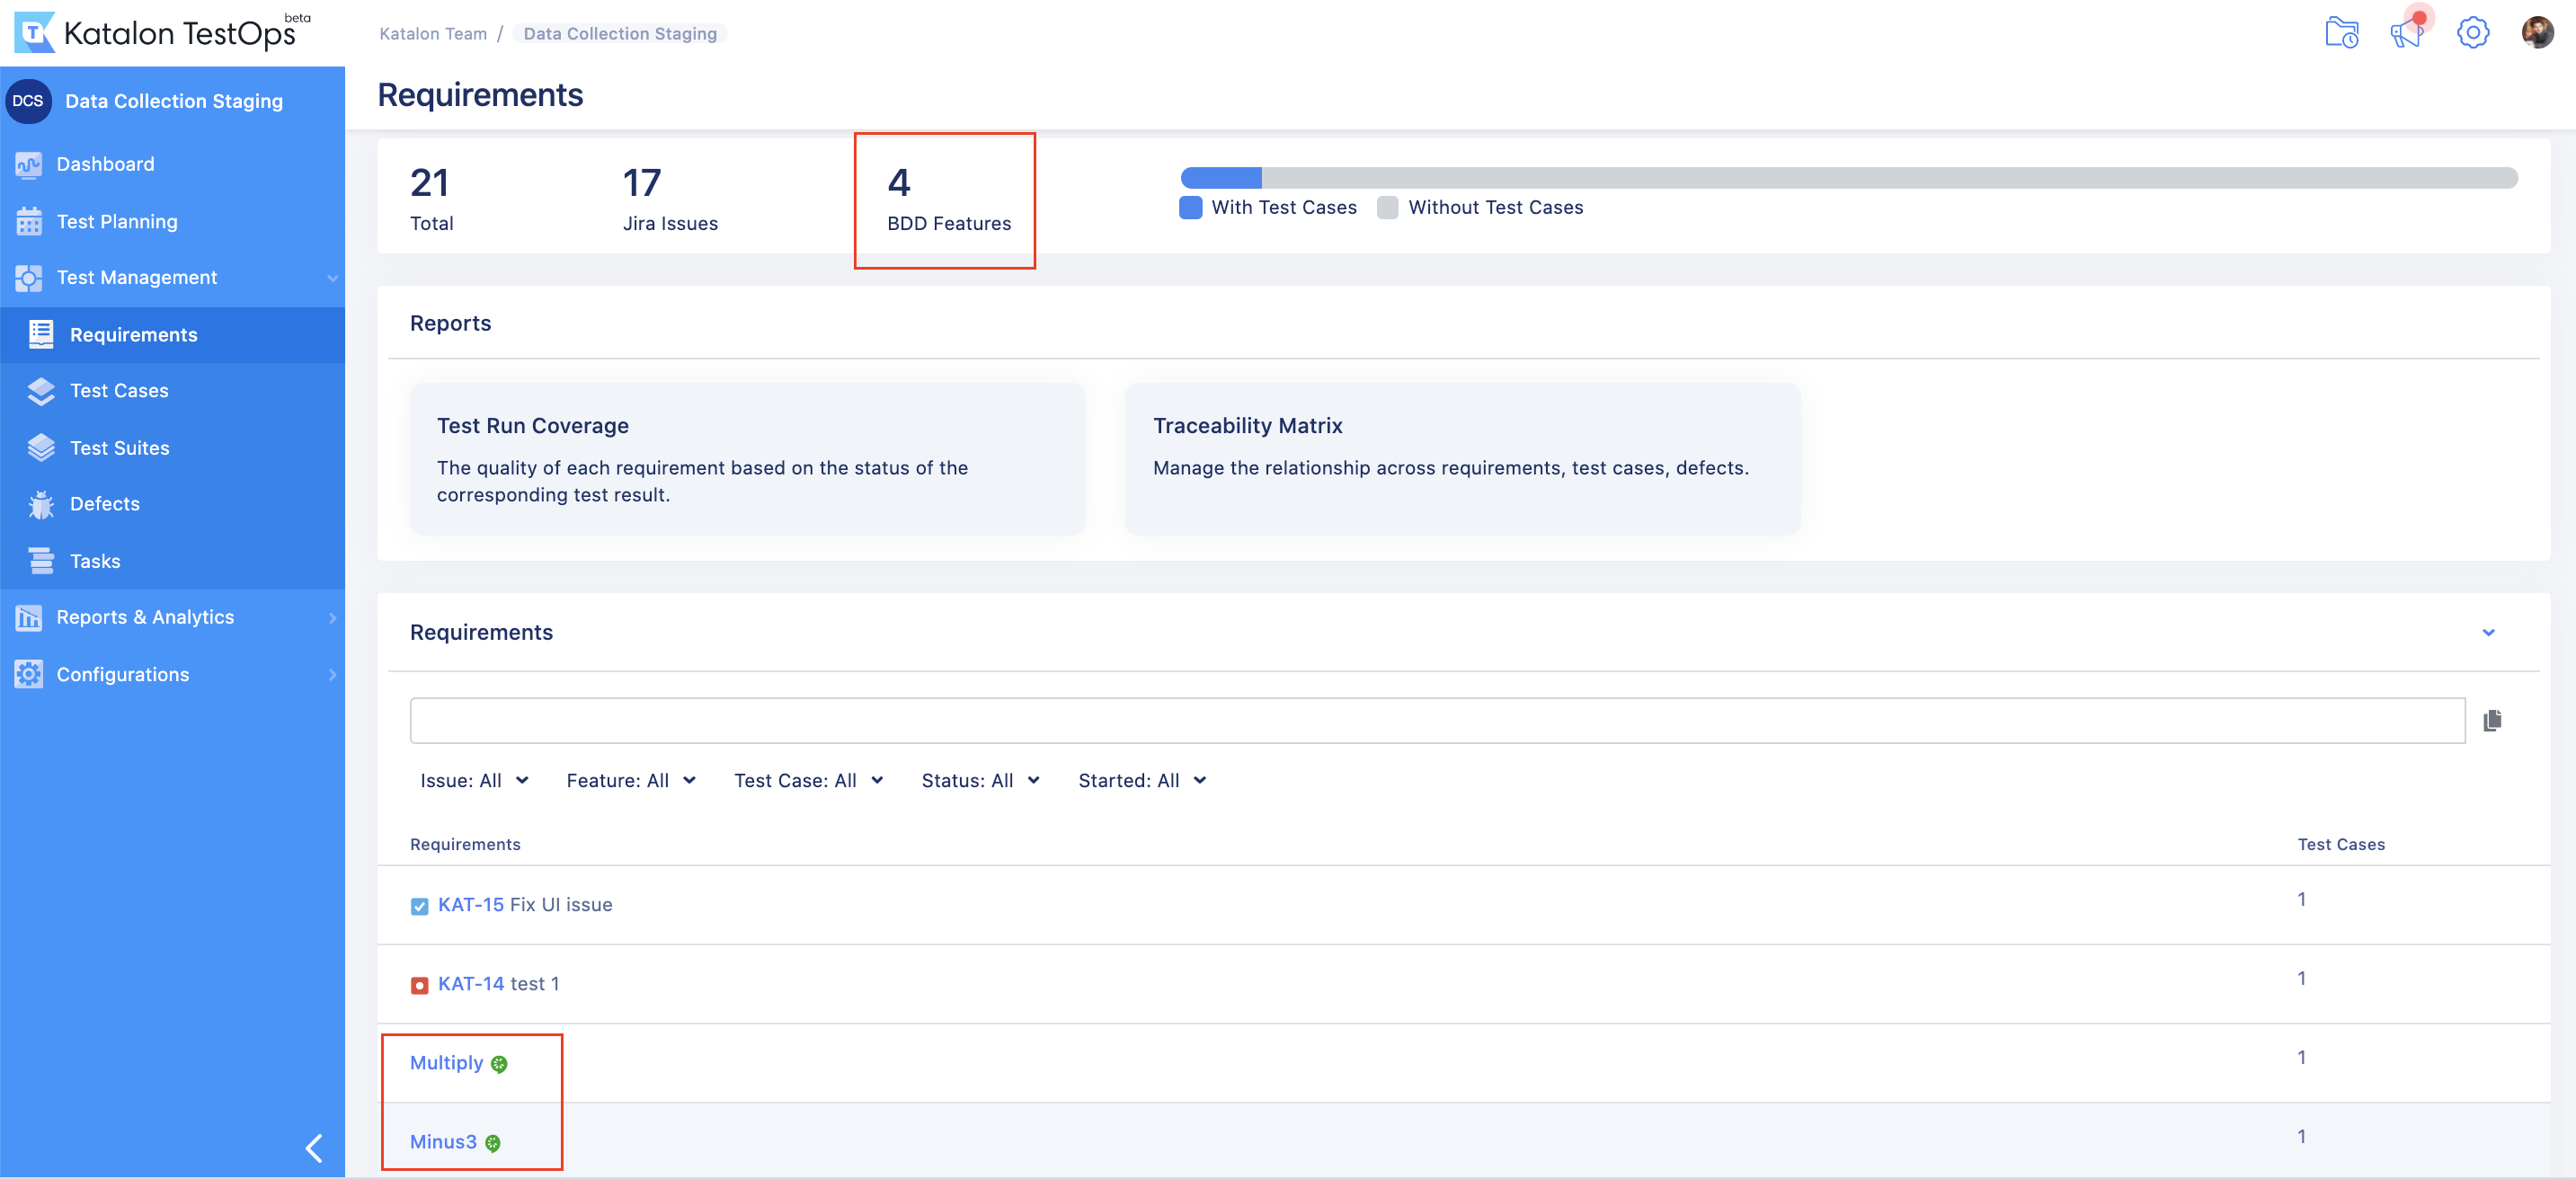 Katalon TestOps beta
Katalon Team / Data Collection Staging
DCS Data Collection Staging
Dashboard
Test Planning
Test Management
Requirements
Test Cases
Test Suites
Defects
Tasks
Reports & Analytics
Configurations
Requirements
21 17 4
Total Jira Issues BDD Features
With Test Cases Without Test Cases
Reports
Test Run Coverage
The quality of each requirement based on the status of the
corresponding test result.
Traceability Matrix
Manage the relationship across requirements, test cases, defects.
Requirements
Issue: All Feature: All Test Case: All Status: All Started: All
Requirements Test Cases
KAT-15 Fix UI issue 1
KAT-14 test 1 1
Multiply 1
Minus3 1